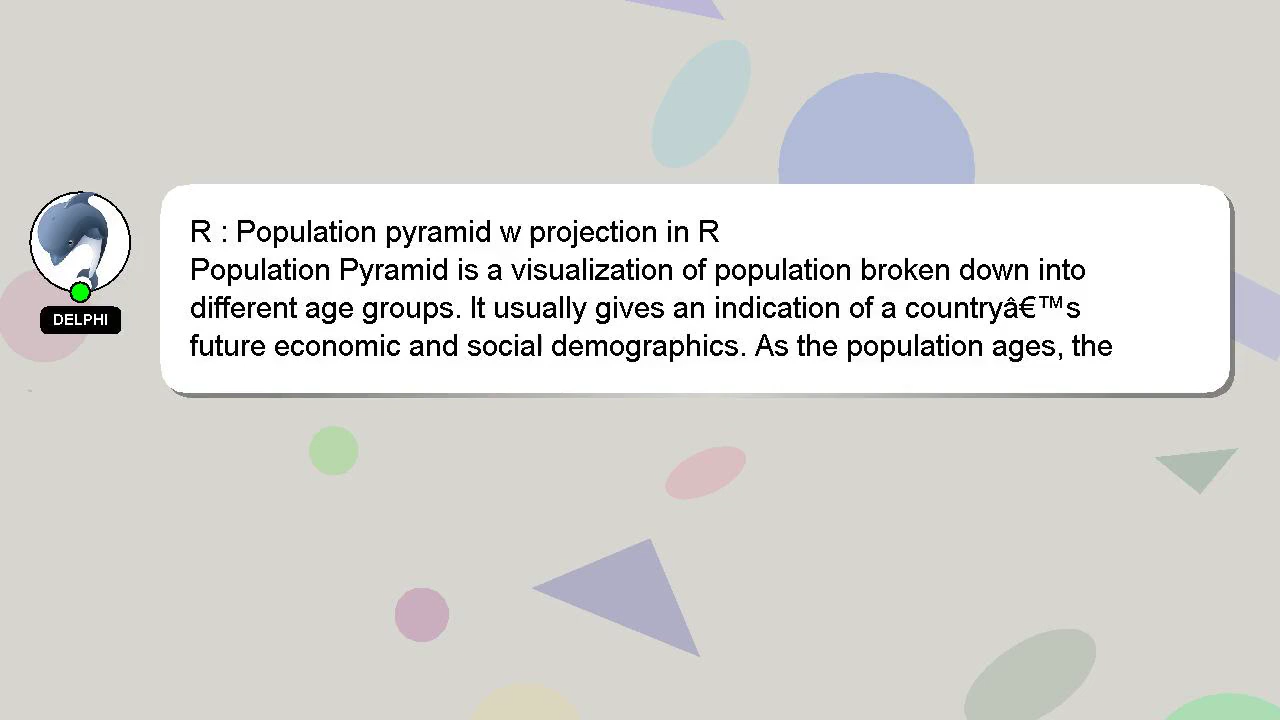 R : Population pyramid w projection in R
Population Pyramid is a visualization of population broken down into
different age groups. It usually gives an indication of a countryâ€™s
future economic and social demographics. As the population ages, the
DELPHI